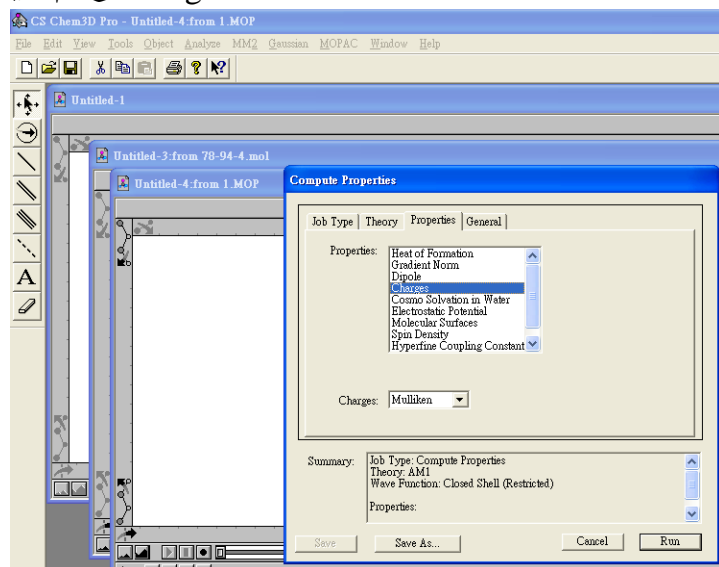 CS Chem3D Pro - Untitled-4:from 1.MOP
File Edit View Tools Object Analyze MM2 Gaussian MOPAC Window Help
Untitled-1
Untitled-3:from 78-94-4.mol
Untitled-4:from 1.MOP
Compute Properties
Job Type Theory Properties General
Properties:
Heat of Formation
Gradient Norm
Dipole
Charges
Cosmo Solvation in Water
Electrostatic Potential
Molecular Surfaces
Spin Density
Hyperfine Coupling Constant
Charges: Mulliken
Summary:
Job Type: Compute Properties
Theory: AM1
Wave Function: Closed Shell (Restricted)
Properties:
Save Save As... Cancel Run
A